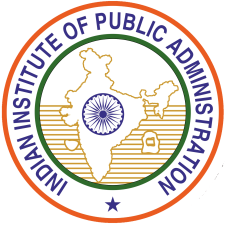 INDIAN INSTITUTE OF PUBLIC ADMINISTRATION